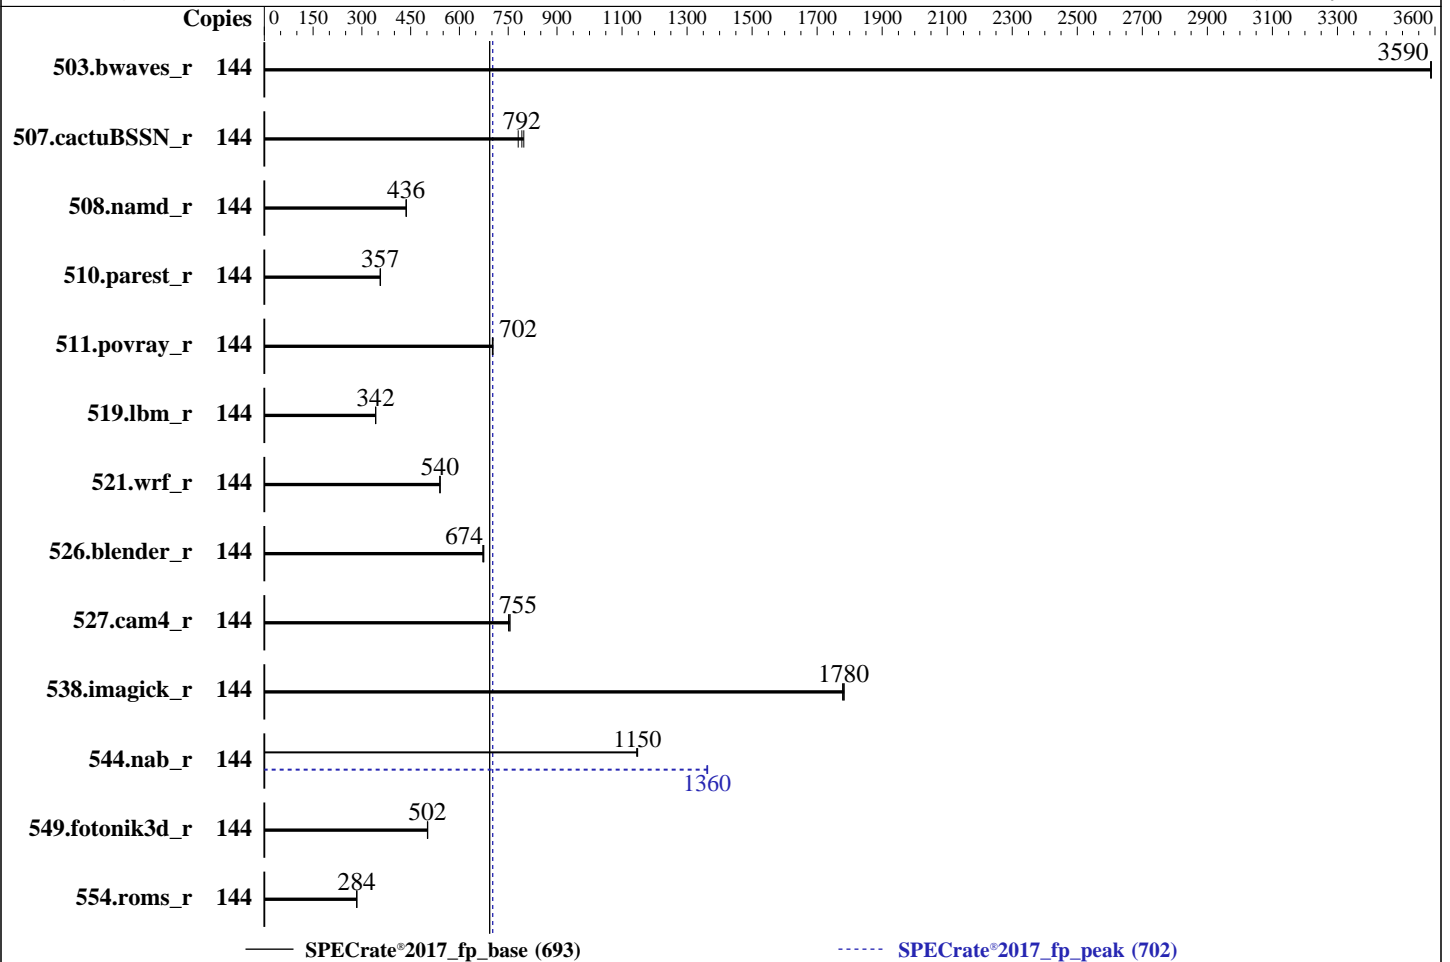 Copies 0 150 300 450 600 750 900 1100 1300 1500 1700 1900 2100 2300 2500 2700 2900 3100 3300 3600
503.bwaves_r 144 3590
507.cactuBSSN_r 144 792
508.namd_r 144 436
510.parest_r 144 357
511.povray_r 144 702
519.lbm_r 144 342
521.wrf_r 144 540
526.blender_r 144 674
527.cam4_r 144 755
538.imagick_r 144 1780
544.nab_r 144 1150
1360
549.fotonik3d_r 144 502
554.roms_r 144 284
SPECrate®2017_fp_base (693) SPECrate®2017_fp_peak (702)